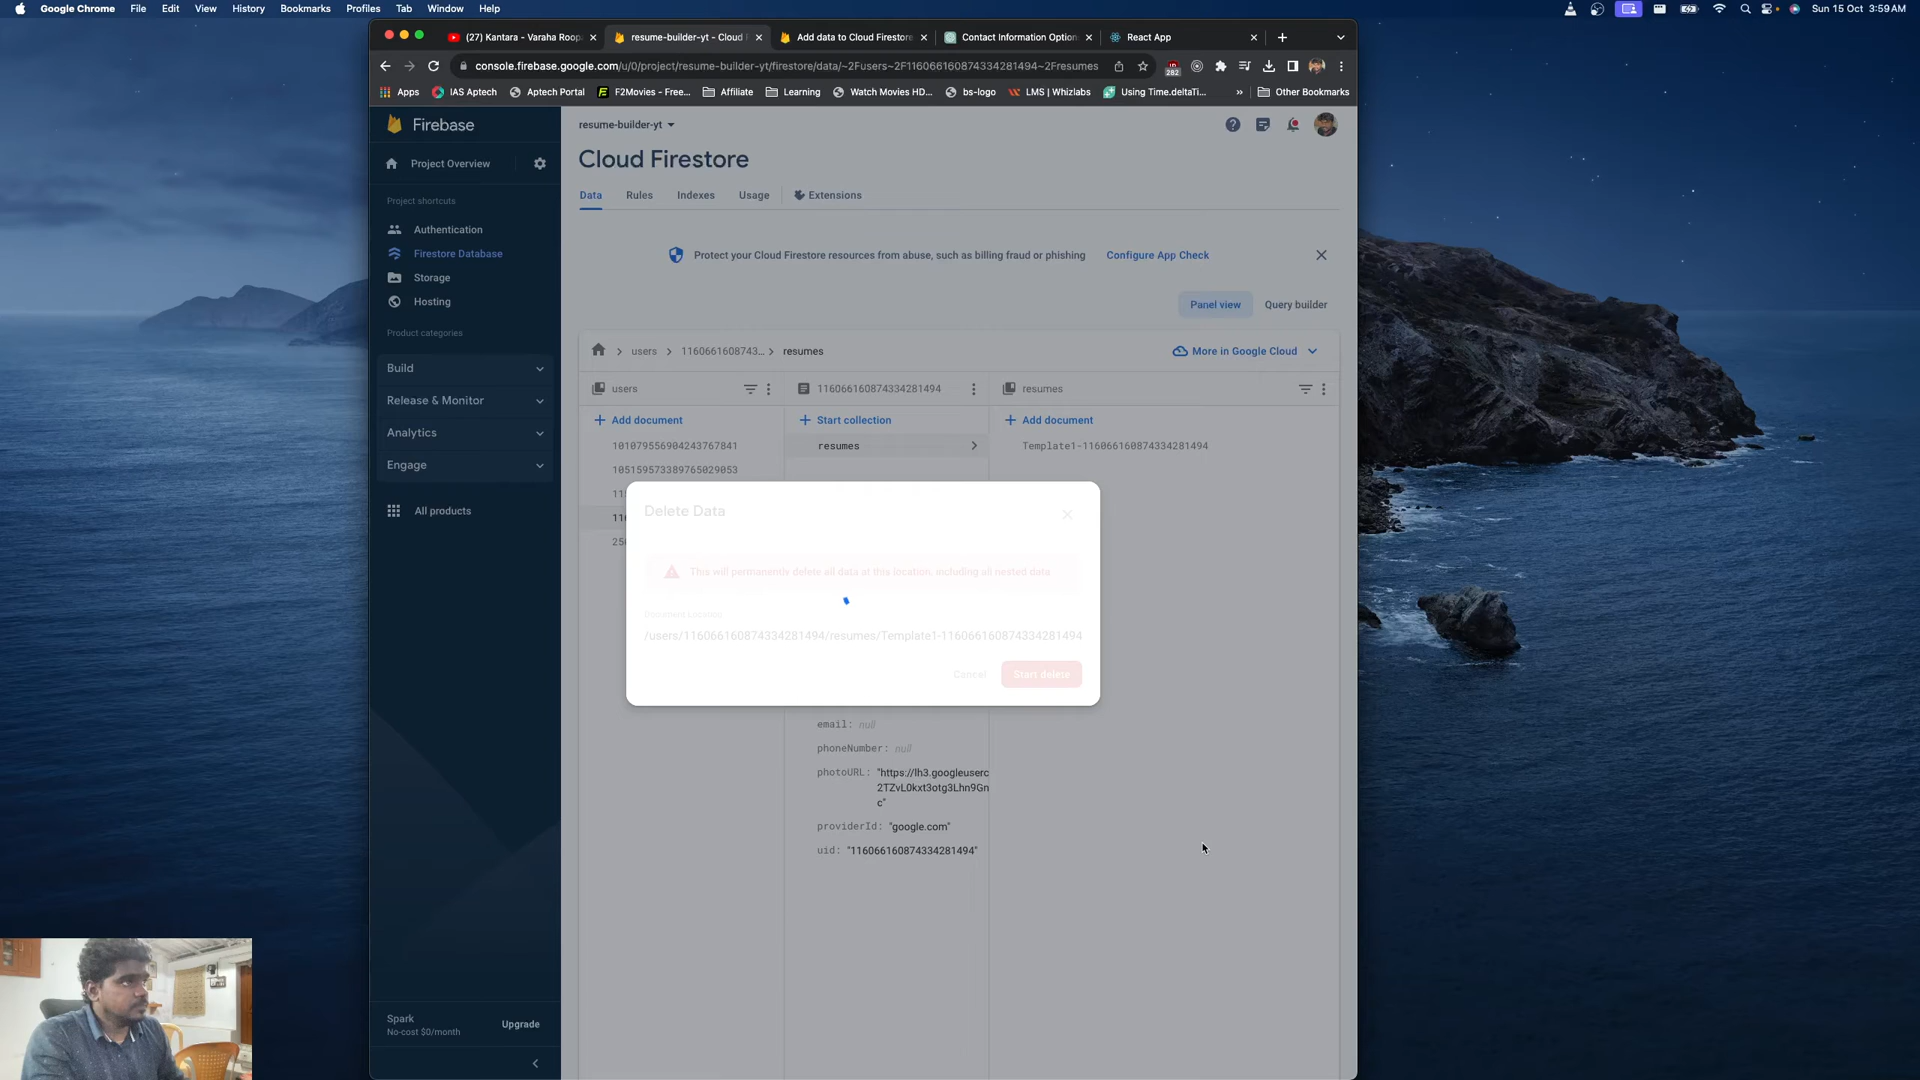 Google Chrome File Edit View History Bookmarks Profiles Tab Window Help
Sun 15 Oct 3:59 AM
(27) Kantara - Varaha Roopa
resume-builder-yt - Cloud F
Add data to Cloud Firestore
Contact Information Option
React App
console.firebase.google.com/u/0/project/resume-builder-yt/firestore/data/~2Fusers~2F116066160874334281494~2Fresumes
282
Apps IAS Aptech Aptech Portal F2Movies - Free... Affiliate Learning Watch Movies HD... bs-logo LMS | Whizlabs Using Time.deltaTi... » Other Bookmarks
Firebase
Project Overview
Project shortcuts
Authentication
Firestore Database
Storage
Hosting
Product categories
Build
Release & Monitor
Analytics
Engage
All products
Spark
No-cost $0/month
Upgrade
resume-builder-yt
Cloud Firestore
Data Rules Indexes Usage Extensions
Protect your Cloud Firestore resources from abuse, such as billing fraud or phishing Configure App Check
Panel view Query builder
users 1160661608743... resumes
More in Google Cloud
users 116066160874334281494 resumes
Add document Start collection Add document
101079556904243767841 resumes Template1-116066160874334281494
105159573389765029053
11
116
250
Delete Data
This will permanently delete all data at this location, including all nested data
Document Location
/users/116066160874334281494/resumes/Template1-116066160874334281494
Cancel Start delete
email: null
phoneNumber: null
photoURL: "https://lh3.googleuserc
2TZvL0kxt3otg3Lhn9Gn
c"
providerId: "google.com"
uid: "116066160874334281494"